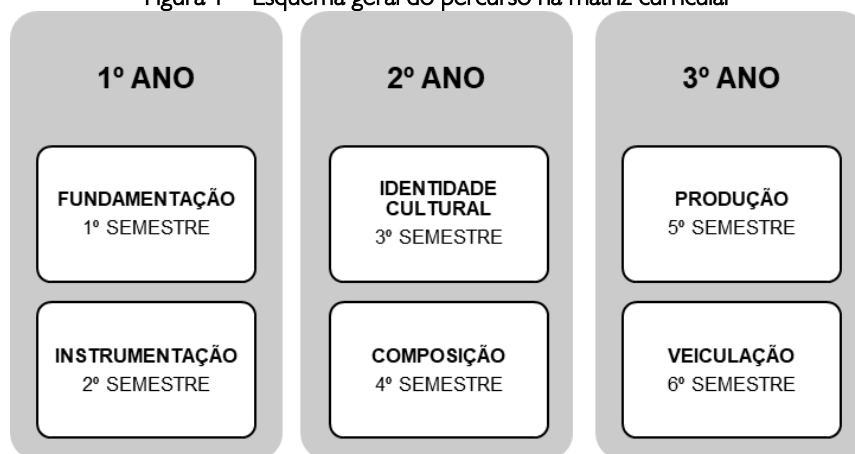 Figura 1 – Esquema geral do percurso na matriz curricular
1º ANO
FUNDAMENTAÇÃO
1º SEMESTRE
INSTRUMENTAÇÃO
2º SEMESTRE
2º ANO
IDENTIDADE
CULTURAL
3º SEMESTRE
COMPOSIÇÃO
4º SEMESTRE
3º ANO
PRODUÇÃO
5º SEMESTRE
VEICULAÇÃO
6º SEMESTRE